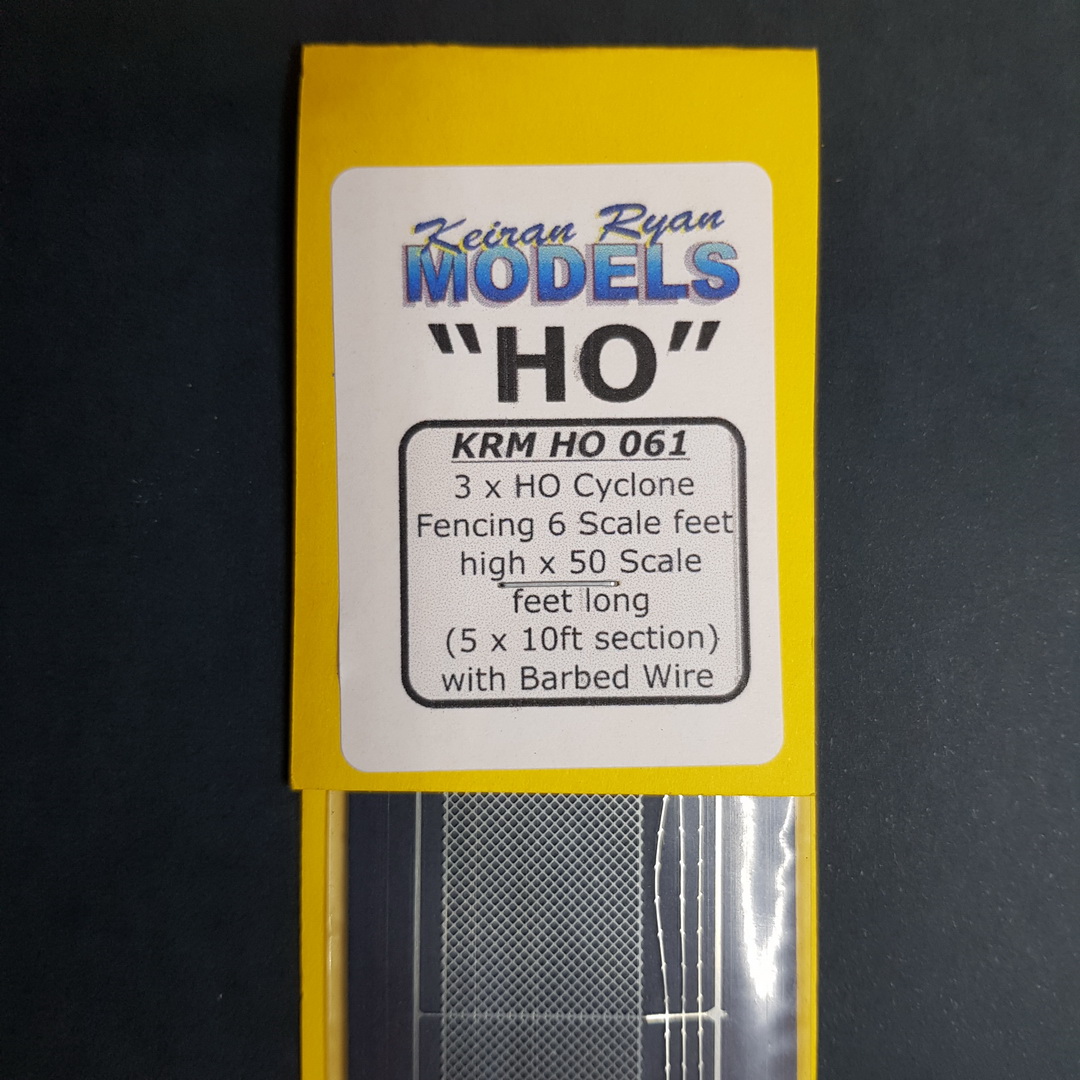 Keiran Ryan
MODELS
"HO"
KRM HO 061
3 x HO Cyclone
Fencing 6 Scale feet
high x 50 Scale
feet long
(5 x 10ft section)
with Barbed Wire